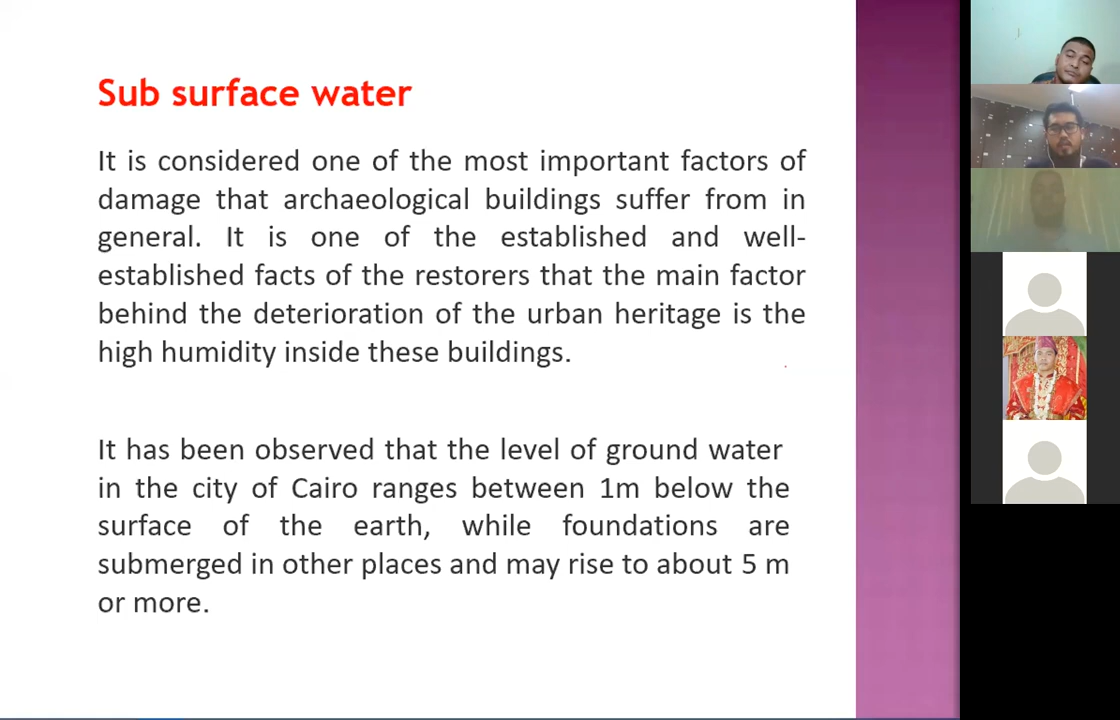 Sub surface water
It is considered one of the most important factors of
damage that archaeological buildings suffer from in
general. It is one of the established and well-
established facts of the restorers that the main factor
behind the deterioration of the urban heritage is the
high humidity inside these buildings.
It has been observed that the level of ground water
in the city of Cairo ranges between 1m below the
surface of the earth, while foundations are
submerged in other places and may rise to about 5 m
or more.